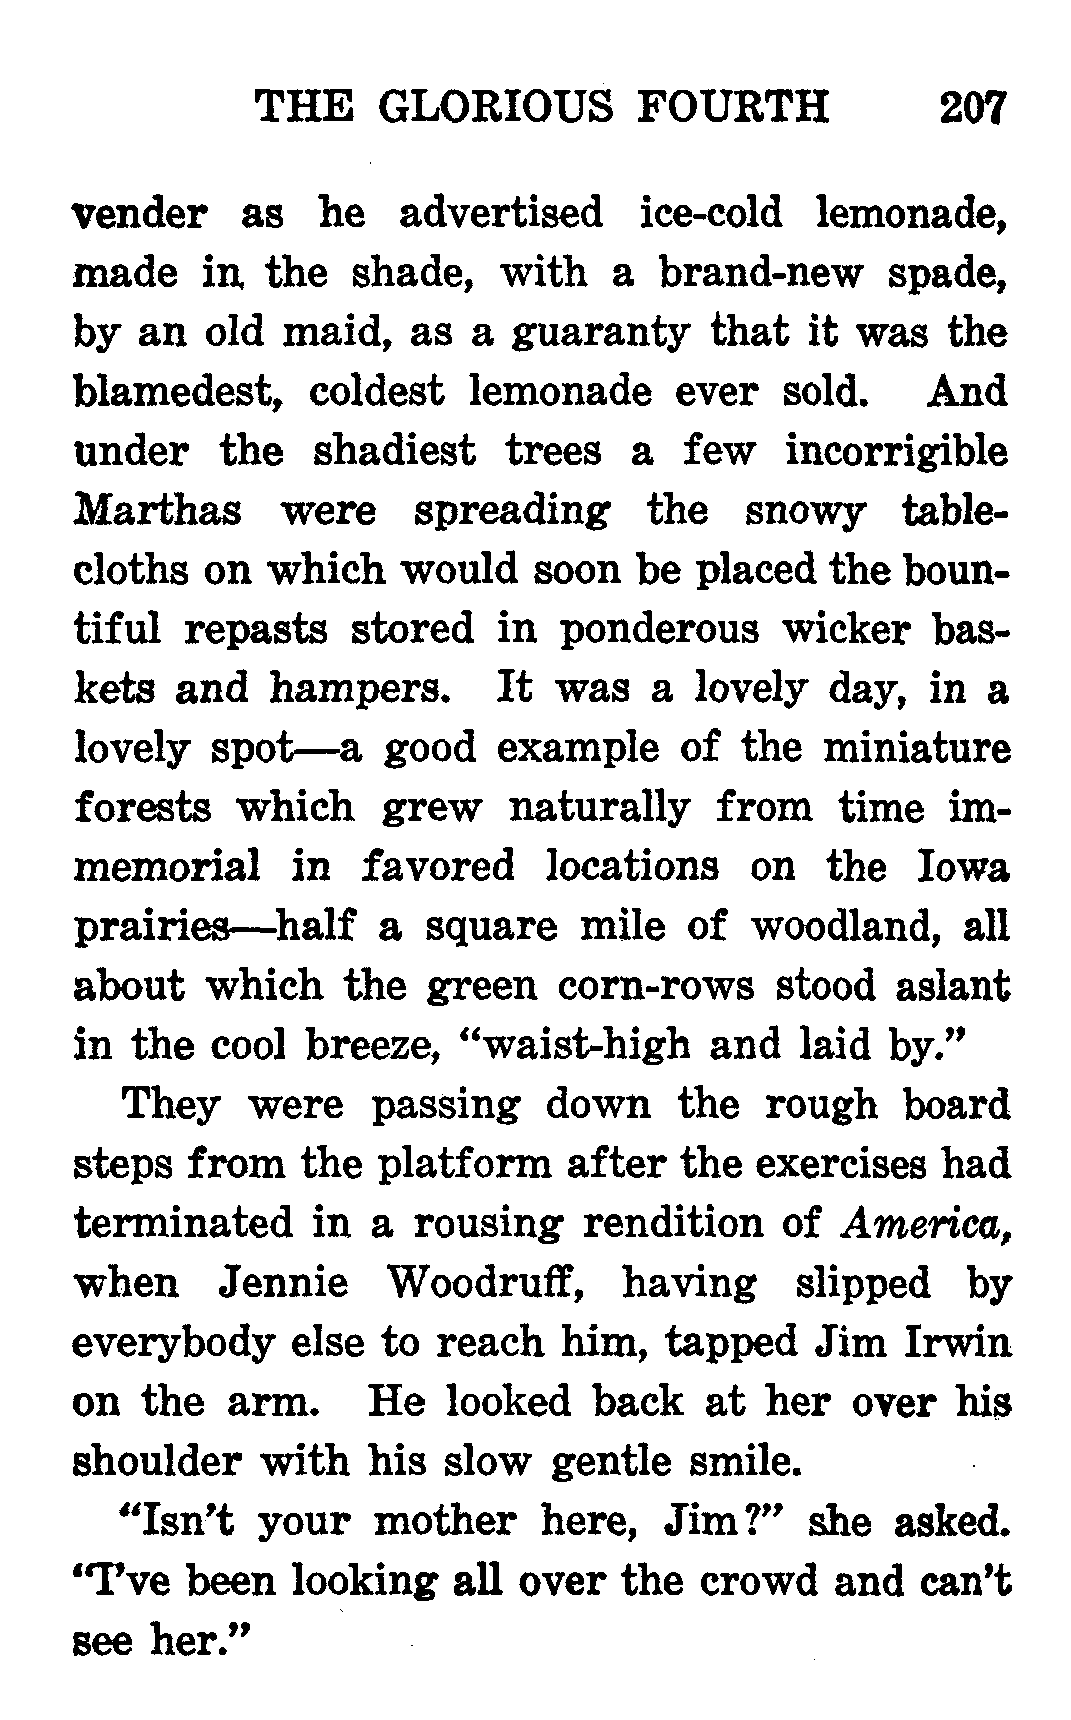 THE GLORIOUS FOURTH 207
vender as he advertised ice-cold lemonade,
made in the shade, with a brand-new spade,
by an old maid, as a guaranty that it was the
blamedest, coldest lemonade ever sold. And
under the shadiest trees a few incorrigible
Marthas were spreading the snowy table-
cloths on which would soon be placed the boun-
tiful repasts stored in ponderous wicker bas-
kets and hampers. It was a lovely day, in a
lovely spot—a good example of the miniature
forests which grew naturally from time im-
memorial in favored locations on the Iowa
prairies—half a square mile of woodland, all
about which the green corn-rows stood aslant
in the cool breeze, “waist-high and laid by.”
They were passing down the rough board
steps from the platform after the exercises had
terminated in a rousing rendition of America,
when Jennie Woodruff, having slipped by
everybody else to reach him, tapped Jim Irwin
on the arm. He looked back at her over his
shoulder with his slow gentle smile.
“Isn’t your mother here, Jim?” she asked.
“I’ve been looking all over the crowd and can’t
see her.”